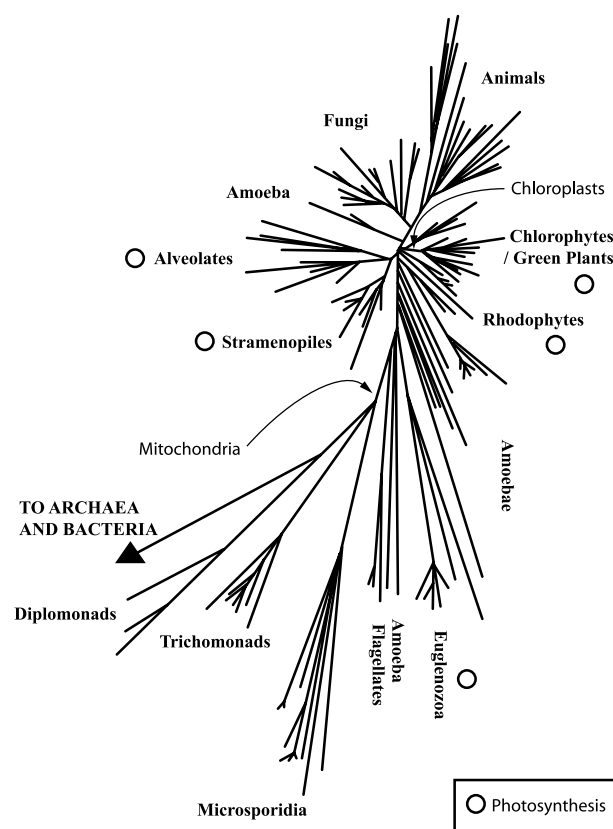 Animals
Fungi
Chloroplasts
Amoeba
Chlorophytes
/ Green Plants
Alveolates
Rhodophytes
Stramenopiles
Mitochondria
Amoebae
TO ARCHAEA
AND BACTERIA
Diplomonads
Trichomonads
Amoeba
Flagellates
Euglenozoa
Microsporidia
Photosynthesis